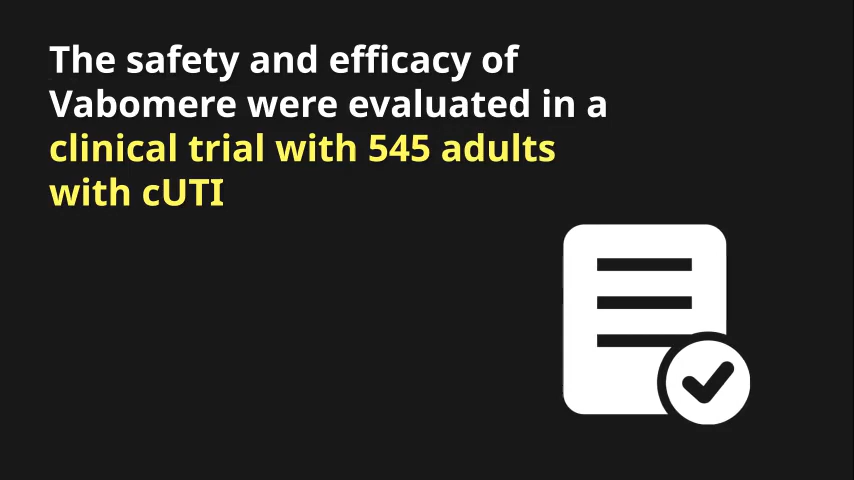 The safety and efficacy of
Vabomere were evaluated in a
clinical trial with 545 adults
with cUTI